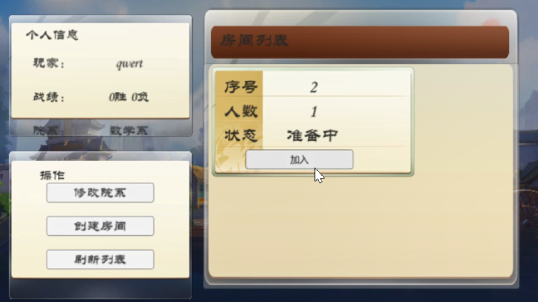 个人信息
玩家： qwert
战绩： 0胜 0负
院系： 数学系
操作
修改院系
创建房间
刷新列表
房间列表
序号 2
人数 1
状态 准备中
加入